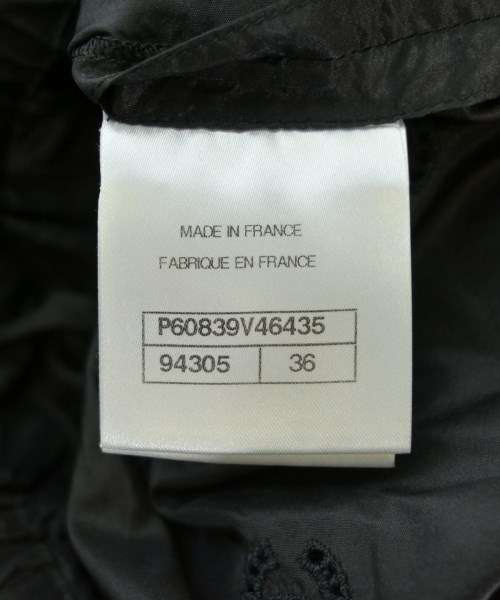 MADE IN FRANCE
FABRIQUE EN FRANCE
P60839V46435
94305 36